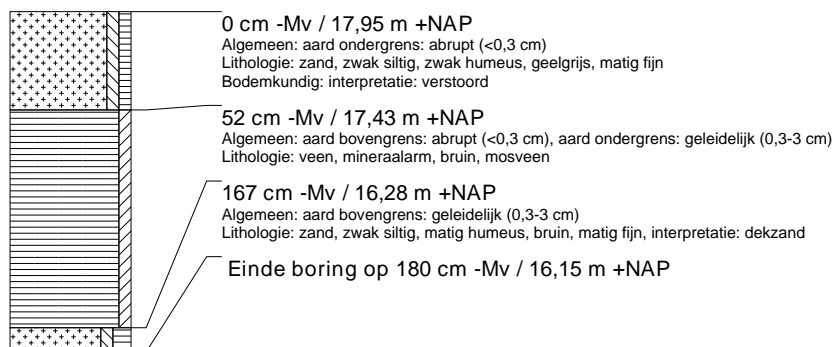 0 cm -Mv / 17,95 m +NAP
Algemeen: aard ondergrens: abrupt (<0,3 cm)
Lithologie: zand, zwak siltig, zwak humeus, geelgrijs, matig fijn
Bodemkundig: interpretatie: verstoord
52 cm -Mv / 17,43 m +NAP
Algemeen: aard bovengrens: abrupt (<0,3 cm), aard ondergrens: geleidelijk (0,3-3 cm)
Lithologie: veen, mineraalarm, bruin, mosveen
167 cm -Mv / 16,28 m +NAP
Algemeen: aard bovengrens: geleidelijk (0,3-3 cm)
Lithologie: zand, zwak siltig, matig humeus, bruin, matig fijn, interpretatie: dekzand
Einde boring op 180 cm -Mv / 16,15 m +NAP